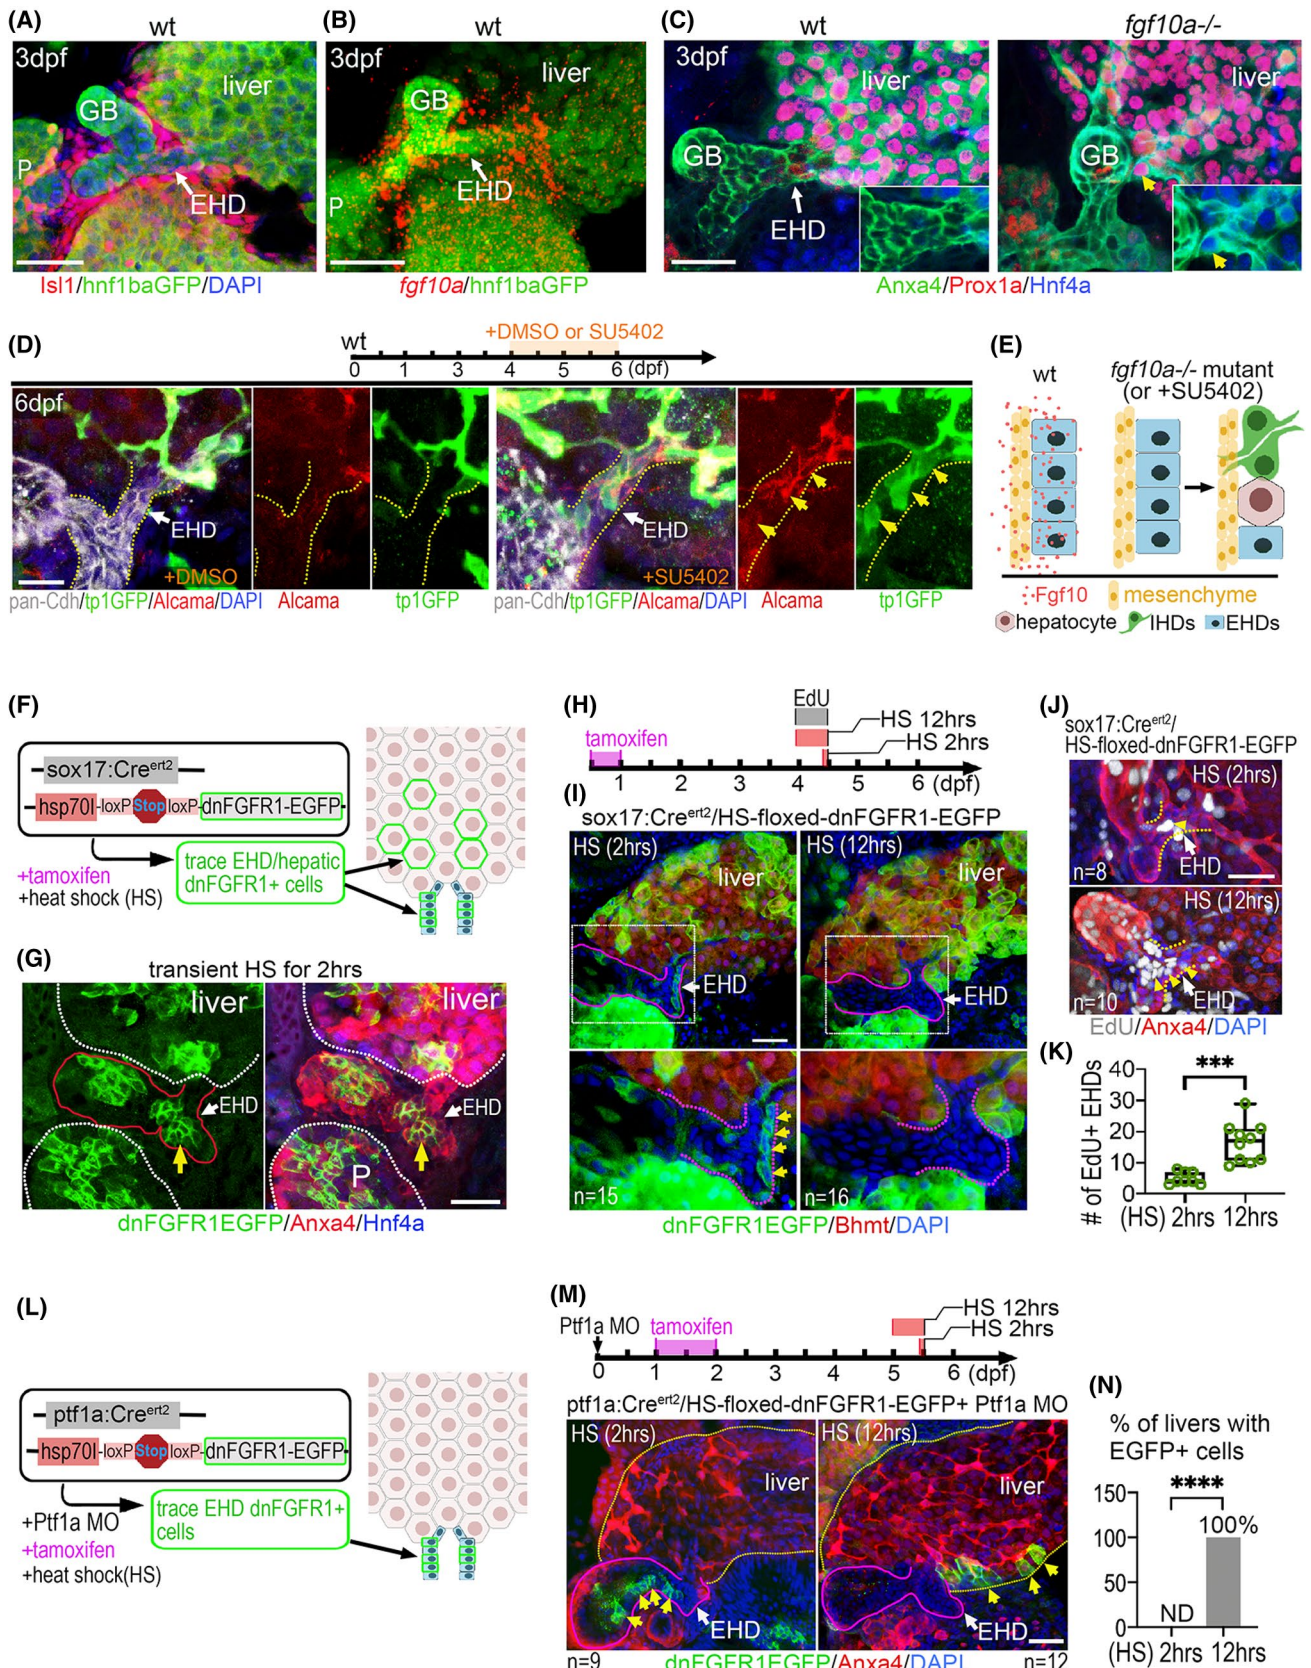 (A)
wt
3dpf
liver
GB
P
EHD
Isl1/hnf1baGFP/DAPI
(B)
wt
3dpf
liver
GB
EHD
P
fgf10a/hnf1baGFP
(C)
wt
fgf10a-/-
3dpf
liver
GB
EHD
liver
GB
Anxa4/Prox1a/Hnf4a
(D)
+DMSO or SU5402
wt
0 1 3 4 6 (dpf)
6dpf
EHD
+DMSO
pan-Cdh/tp1GFP/Alcama/DAPI
Alcama
tp1GFP
EHD
+SU5402
pan-Cdh/tp1GFP/Alcama/DAPI
Alcama
tp1GFP
(E)
wt
fgf10a-/- mutant
(or +SU5402)
Fgf10
mesenchyme
hepatocyte
IHDs
EHDs
(F)
sox17:Creert2
hsp70l-loxP Stop loxP-dnFGFR1-EGFP
+tamoxifen
+heat shock (HS)
trace EHD/hepatic
dnFGFR1+ cells
(G)
transient HS for 2hrs
liver
EHD
liver
EHD
P
dnFGFR1EGFP/Anxa4/Hnf4a
(H)
EdU
HS 12hrs
HS 2hrs
tamoxifen
1 2 3 4 5 6 (dpf)
(I)
sox17:Creert2/HS-floxed-dnFGFR1-EGFP
HS (2hrs)
liver
EHD
HS (12hrs)
liver
EHD
n=15
n=16
dnFGFR1EGFP/Bhmt/DAPI
(J)
sox17:Creert2/
HS-floxed-dnFGFR1-EGFP
HS (2hrs)
EHD
n=8
HS (12hrs)
EHD
n=10
EdU/Anxa4/DAPI
(K)
***
# of EdU+ EHDs
40
30
20
10
0
(HS) 2hrs 12hrs
(L)
ptf1a:Creert2
hsp70l-loxP Stop loxP-dnFGFR1-EGFP
+Ptf1a MO
+tamoxifen
+heat shock(HS)
trace EHD dnFGFR1+
cells
(M)
HS 12hrs
HS 2hrs
Ptf1a MO
tamoxifen
0 1 2 3 4 5 6 (dpf)
ptf1a:Creert2/HS-floxed-dnFGFR1-EGFP+ Ptf1a MO
HS (2hrs)
liver
EHD
HS (12hrs)
liver
EHD
n=9
dnFGFR1EGFP/Anxa4/DAPI
n=12
(N)
% of livers with
EGFP+ cells
****
150
100
50
0
100%
ND
(HS) 2hrs 12hrs